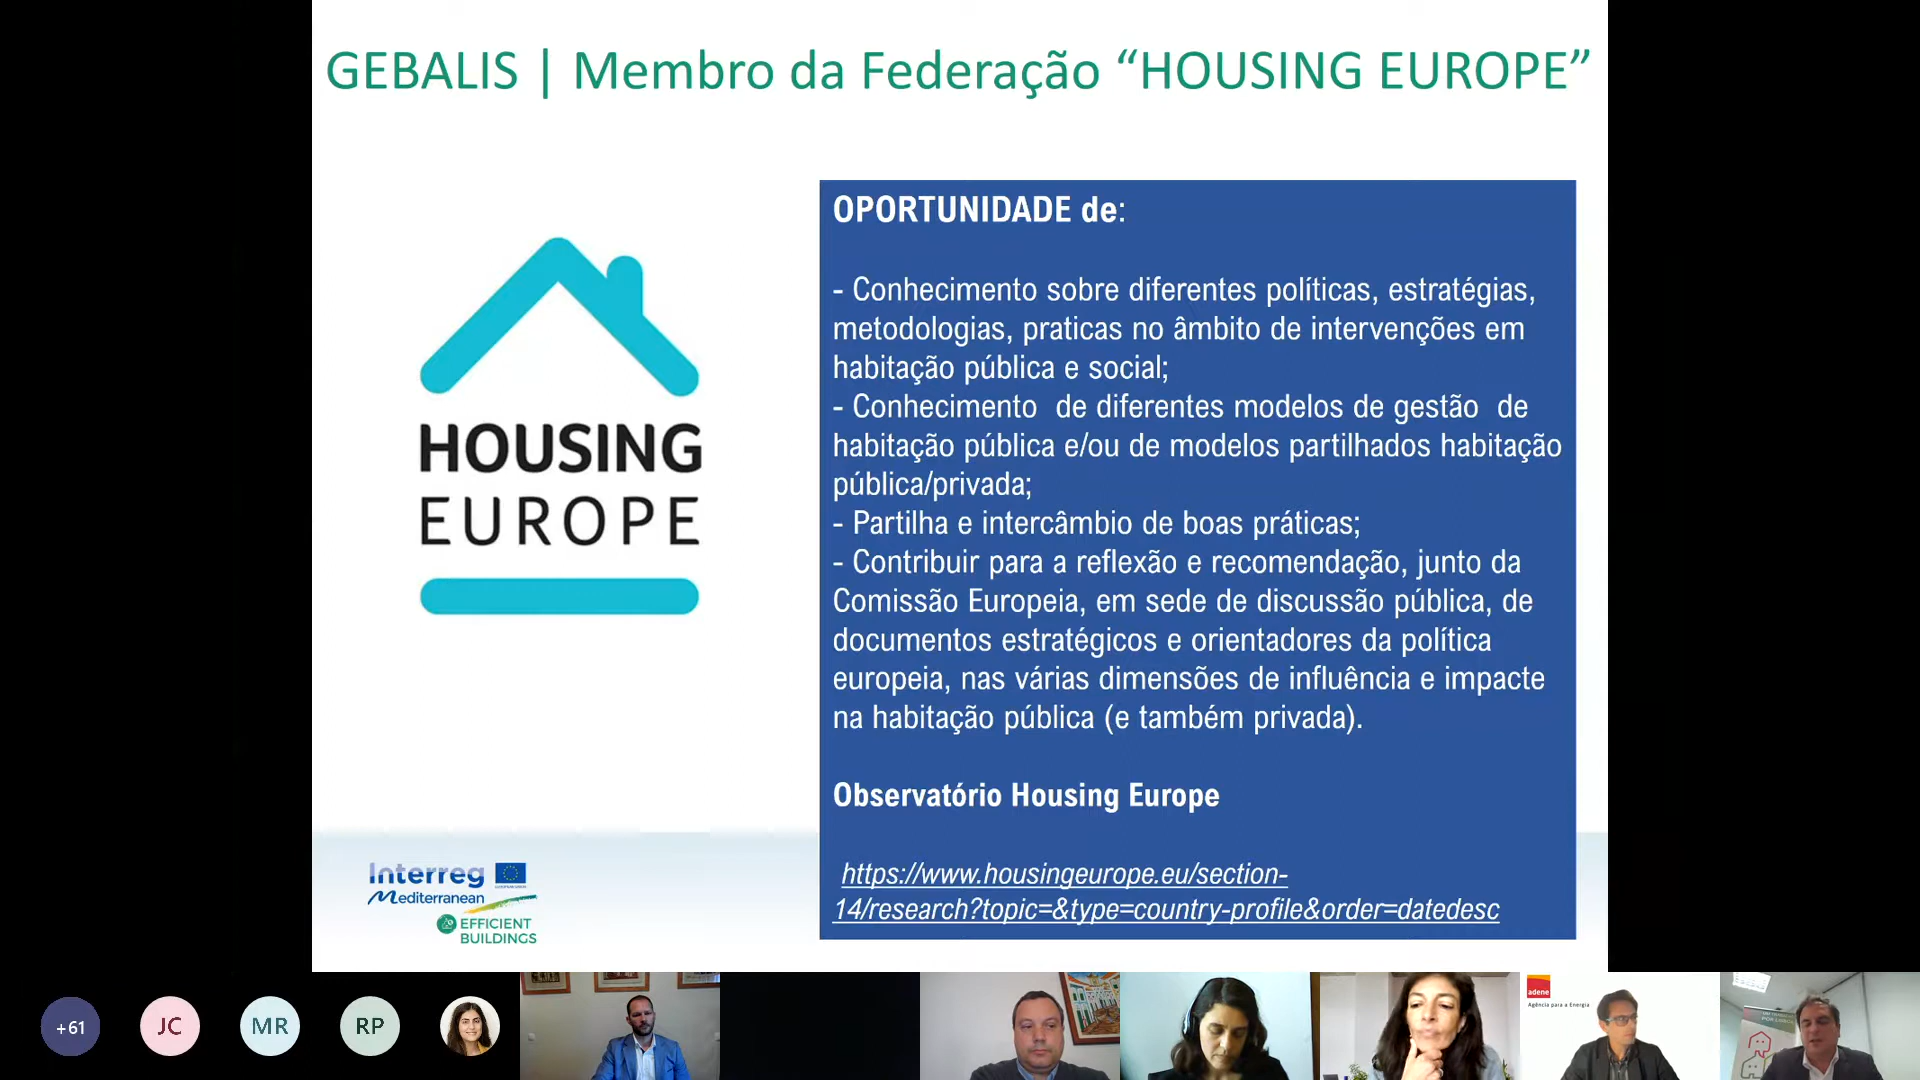 GEBALIS | Membro da Federação “HOUSING EUROPE”
HOUSING
EUROPE
OPORTUNIDADE de:
- Conhecimento sobre diferentes políticas, estratégias,
metodologias, praticas no âmbito de intervenções em
habitação pública e social;
- Conhecimento  de diferentes modelos de gestão  de
habitação pública e/ou de modelos partilhados habitação
pública/privada;
- Partilha e intercâmbio de boas práticas;
- Contribuir para a reflexão e recomendação, junto da
Comissão Europeia, em sede de discussão pública, de
documentos estratégicos e orientadores da política
europeia, nas várias dimensões de influência e impacte
na habitação pública (e também privada).
Observatório Housing Europe
https://www.housingeurope.eu/section-
14/research?topic=&type=country-profile&order=datedesc
Interreg
Mediterranean
EFFICIENT
BUILDINGS
+61
JC
MR
RP
adene
Agência para a Energia